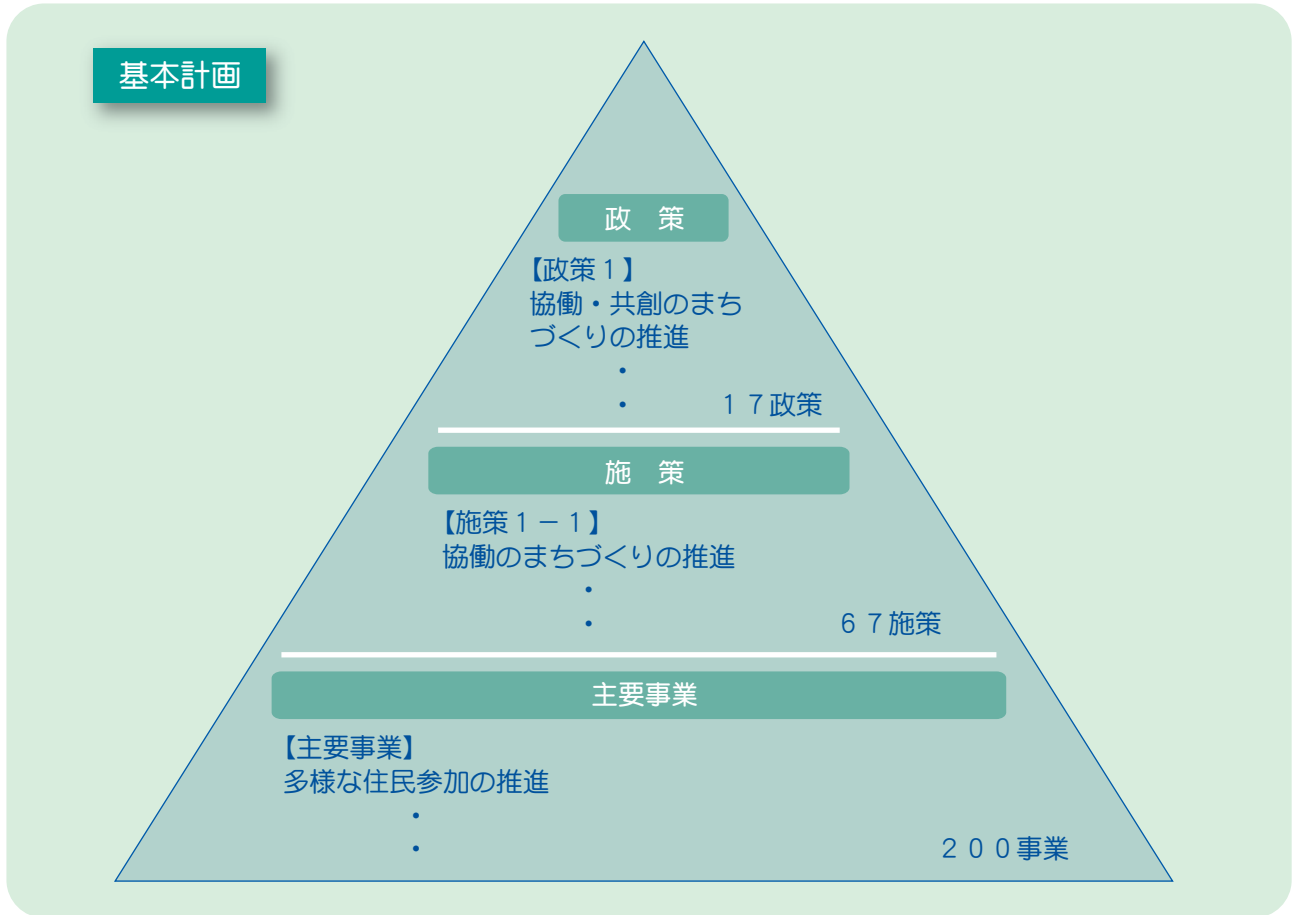 基本計画
政　策
【政策１】
協働・共創のまち
づくりの推進
・
・　１７政策
施　策
【施策１－１】
協働のまちづくりの推進
・
・　６７施策
主要事業
【主要事業】
多様な住民参加の推進
・
・　２００事業